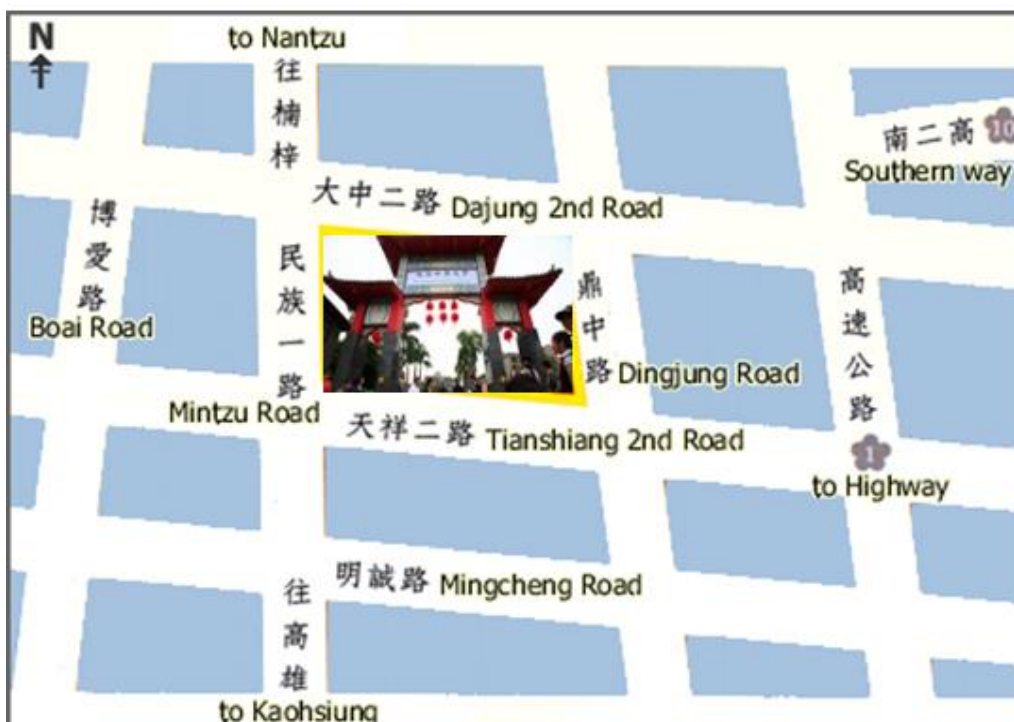 N
to Nantzu
往楠梓
南二高 10
Southern way
大中二路 Dajung 2nd Road
博愛路
Boai Road
民族一路
Mintzu Road
鼎中路
Dingjung Road
高速公路
1
to Highway
天祥二路 Tianshiang 2nd Road
明誠路 Mingcheng Road
往高雄
to Kaohsiung